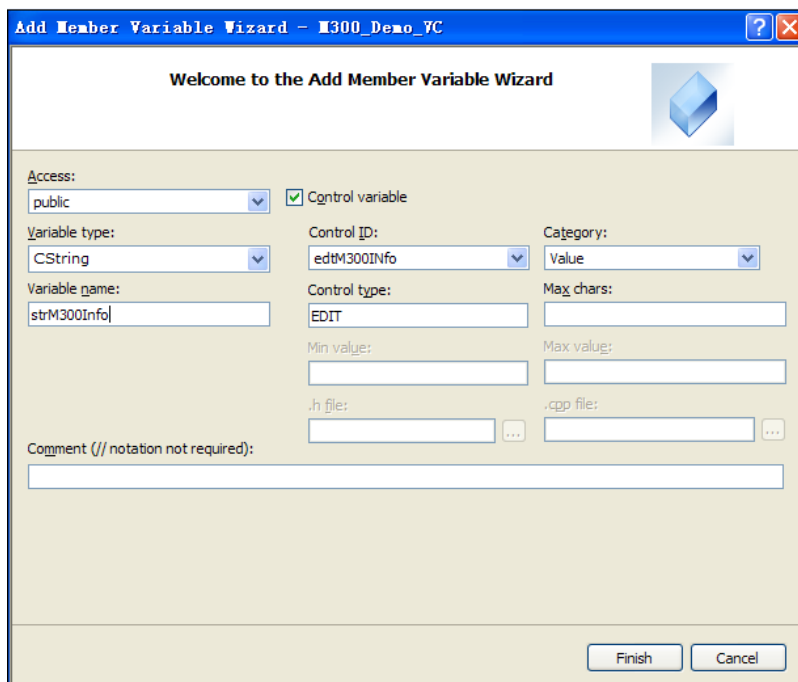 Add Member Variable Wizard - M300_Demo_VC
Welcome to the Add Member Variable Wizard
Access:
public
Control variable
Variable type:
Control ID:
Category:
CString
edtM300INfo
Value
Variable name:
Control type:
Max chars:
strM300Info
EDIT
Min value:
Max value:
.h file:
.cpp file:
...
...
Comment (// notation not required):
Finish
Cancel